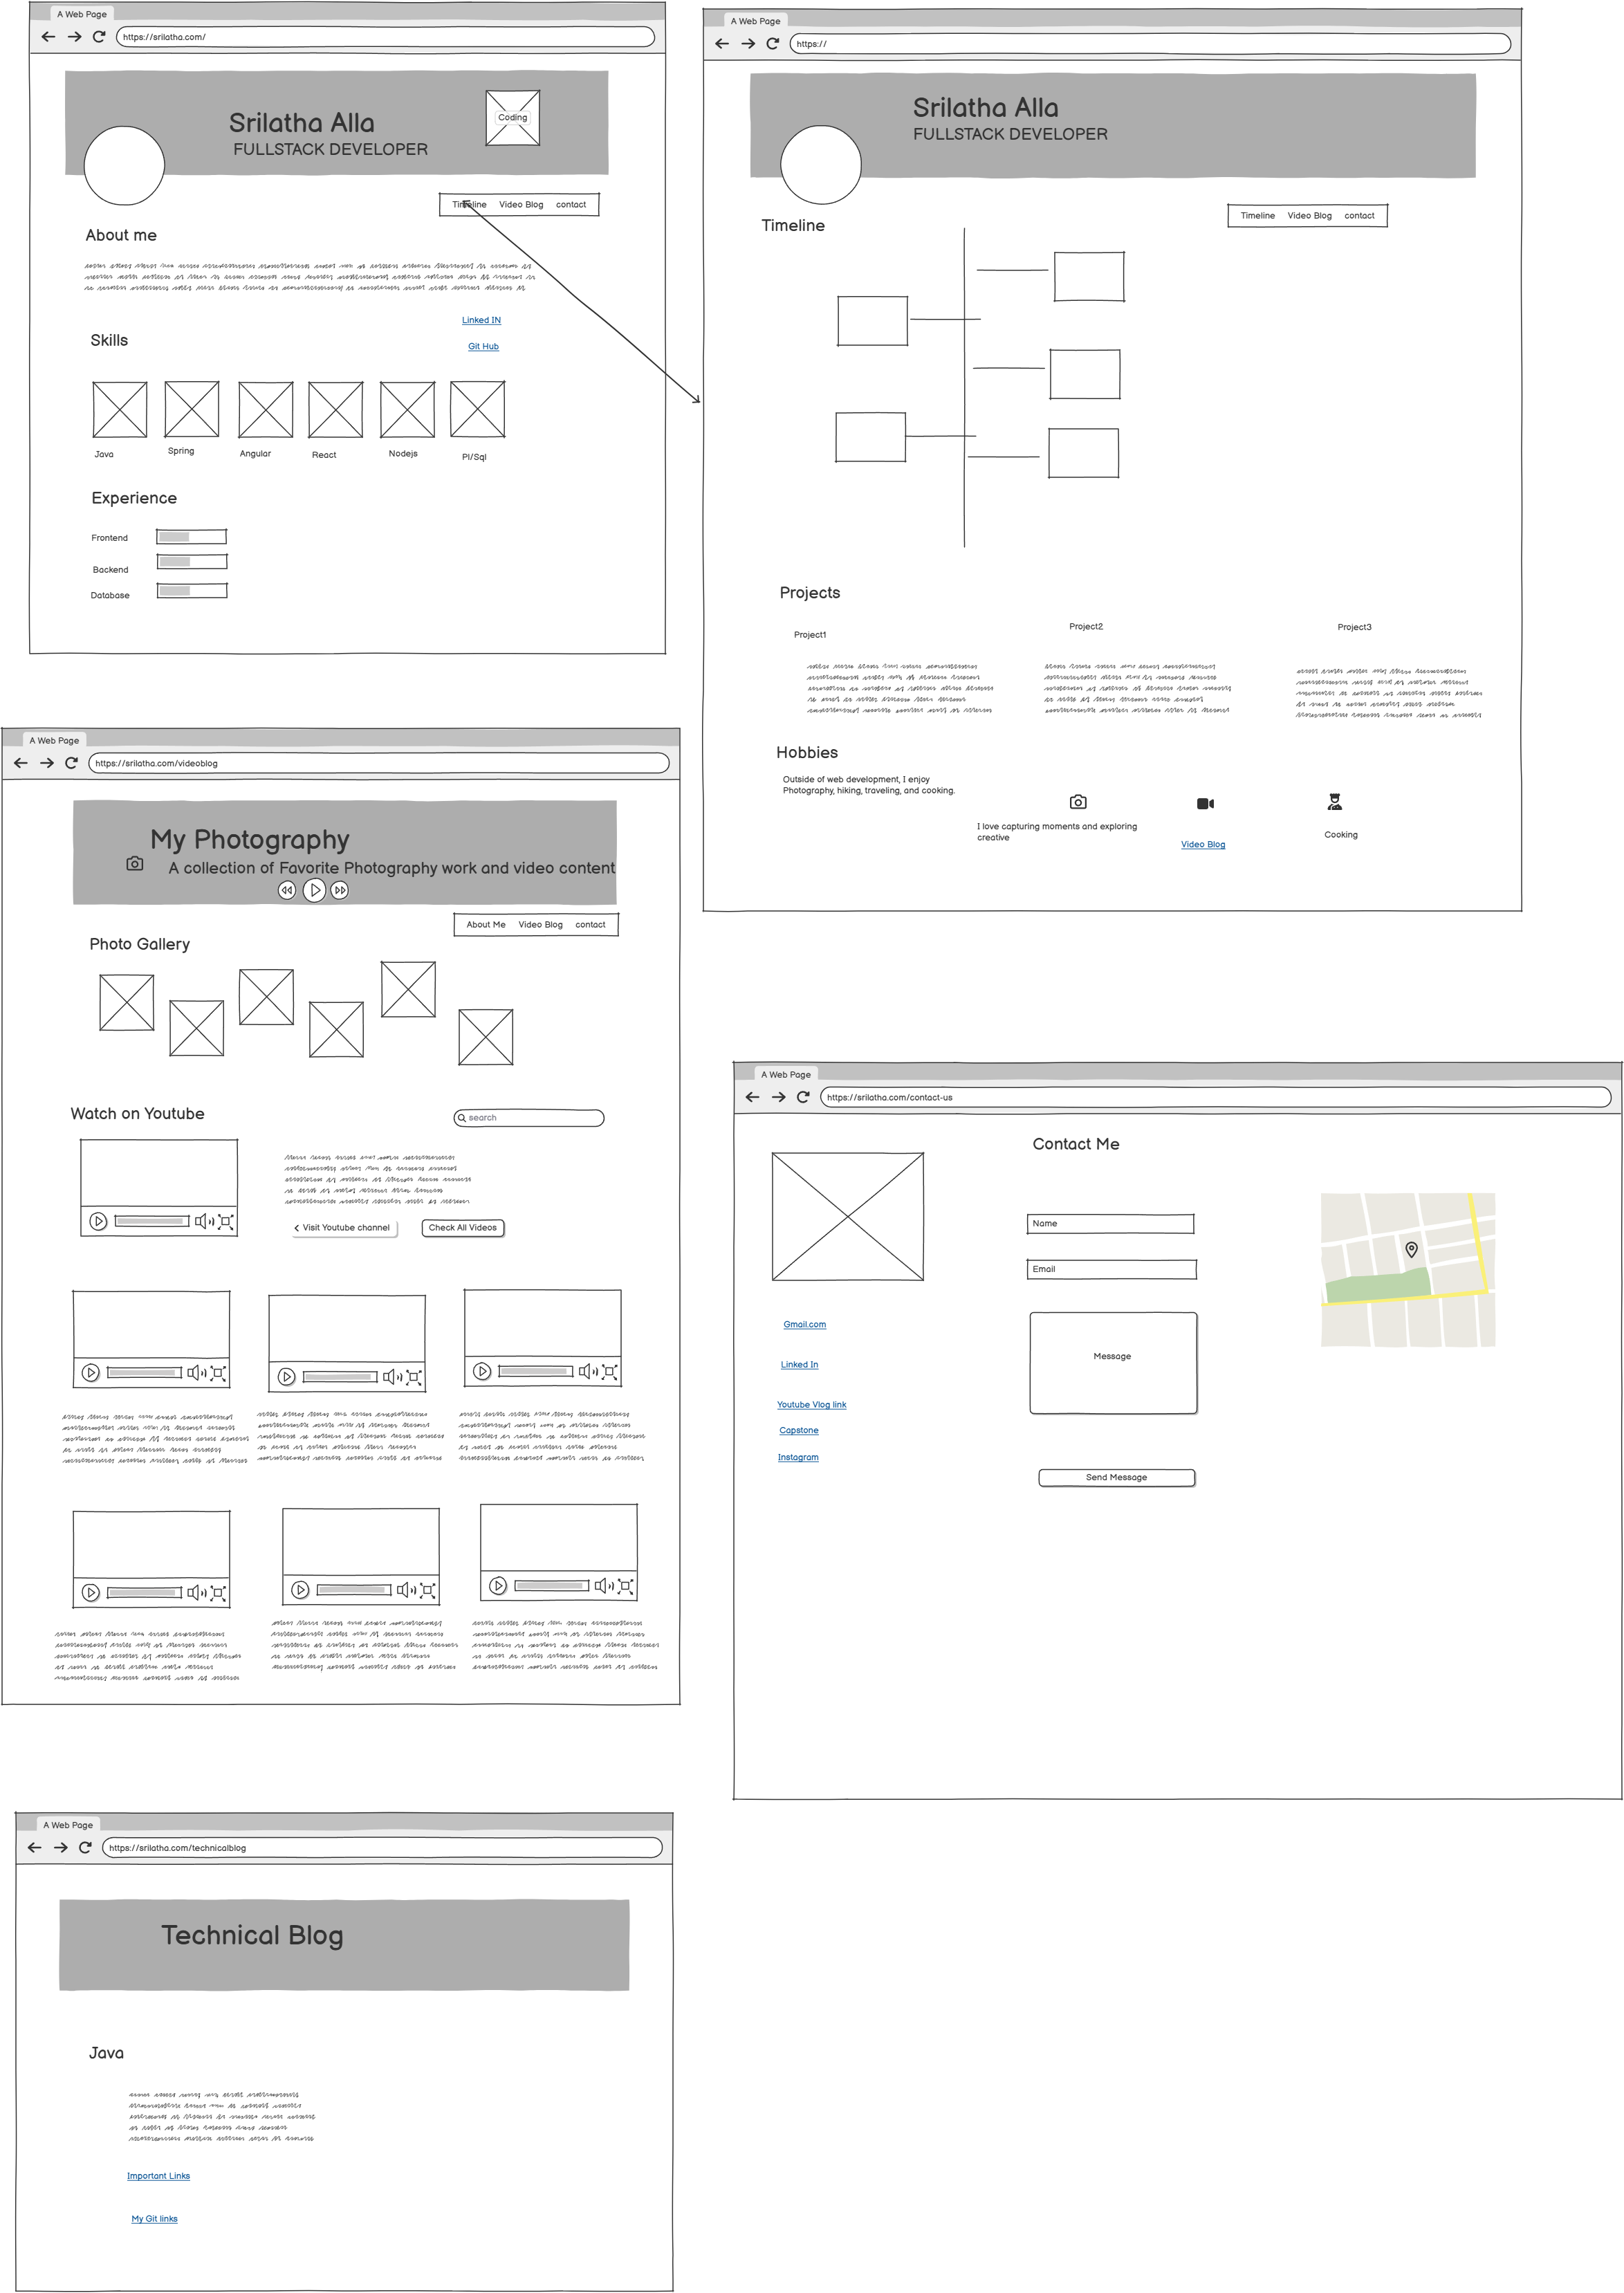 A Web Page
https://srilatha.com/
Srilatha Alla
FULLSTACK DEVELOPER
Coding
Timeline Video Blog contact
About me
Linked IN
Git Hub
Skills
Java
Spring
Angular
React
Nodejs
Pl/Sql
Experience
Frontend
Backend
Database
A Web Page
https://
Srilatha Alla
FULLSTACK DEVELOPER
Timeline Video Blog contact
Timeline
Projects
Project1
Project2
Project3
Hobbies
Outside of web development, I enjoy
Photography, hiking, traveling, and cooking.
I love capturing moments and exploring
creative
Video Blog
Cooking
A Web Page
https://srilatha.com/videoblog
My Photography
A collection of Favorite Photography work and video content
About Me Video Blog contact
Photo Gallery
Watch on Youtube
search
Visit Youtube channel
Check All Videos
A Web Page
https://srilatha.com/contact-us
Contact Me
Name
Email
Message
Send Message
Gmail.com
Linked In
Youtube Vlog link
Capstone
Instagram
A Web Page
https://srilatha.com/technicalblog
Technical Blog
Java
Important Links
My Git links